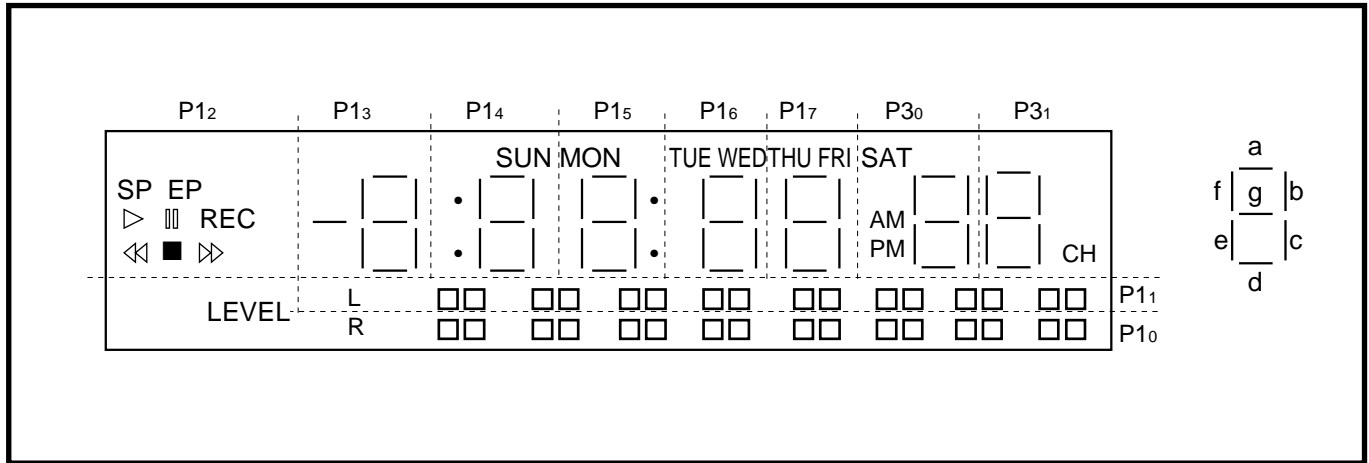 P12 P13 P14 P15 P16 P17 P30 P31
SUN MON TUE WED THU FRI SAT
a
SP EP
f g b
REC
AM
PM
e c
CH
d
L P11
LEVEL
R P10